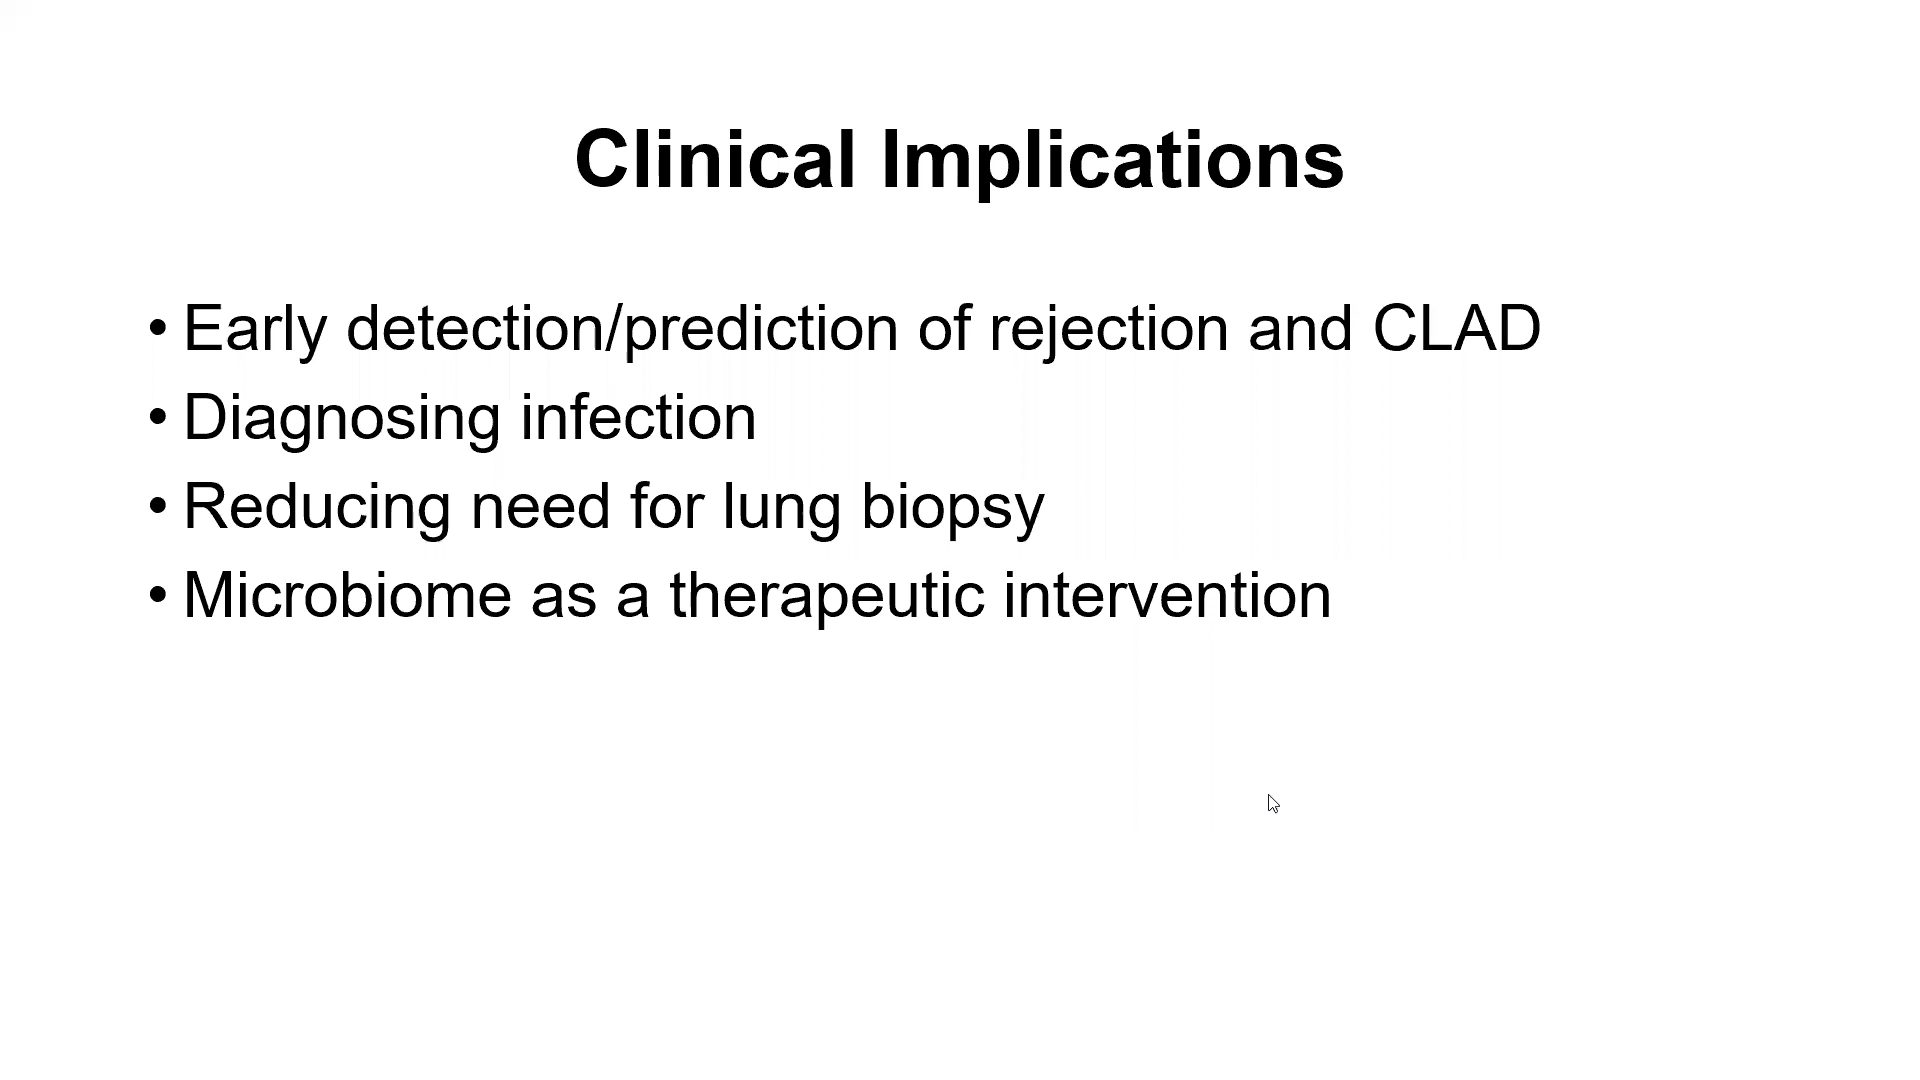 Clinical Implications
• Early detection/prediction of rejection and CLAD
• Diagnosing infection
• Reducing need for lung biopsy
• Microbiome as a therapeutic intervention